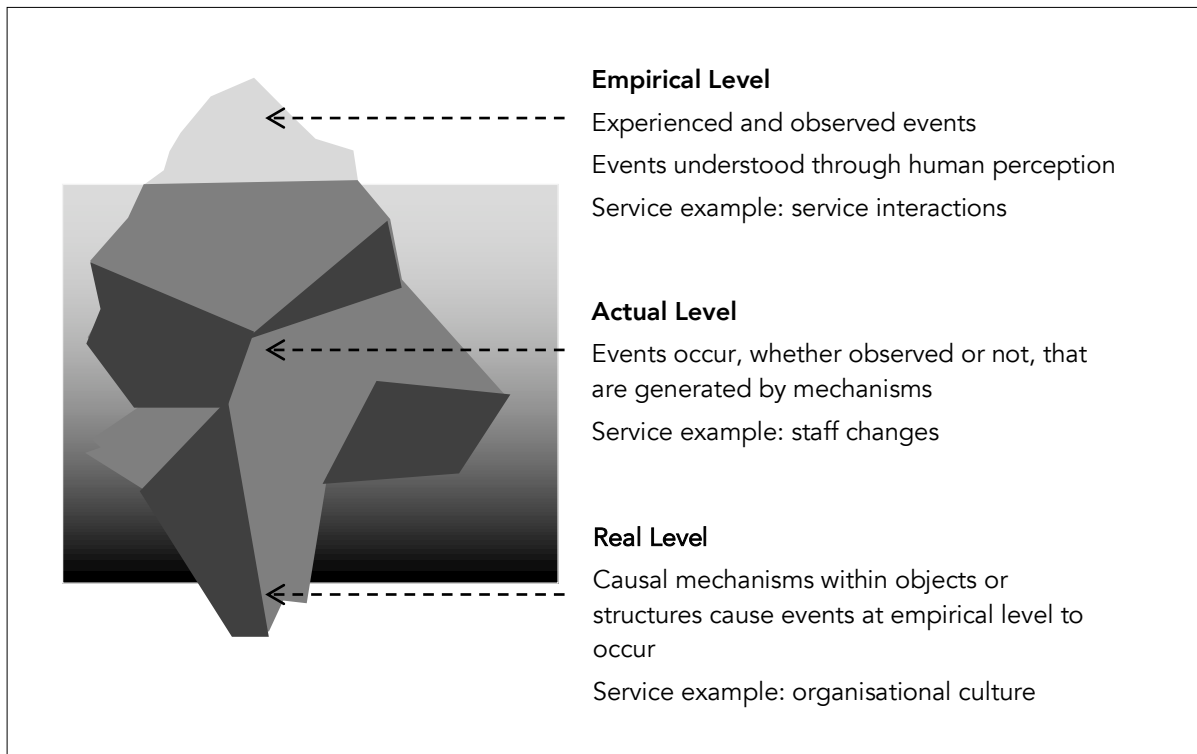 Empirical Level
Experienced and observed events
Events understood through human perception
Service example: service interactions
Actual Level
Events occur, whether observed or not, that
are generated by mechanisms
Service example: staff changes
Real Level
Causal mechanisms within objects or
structures cause events at empirical level to
occur
Service example: organisational culture